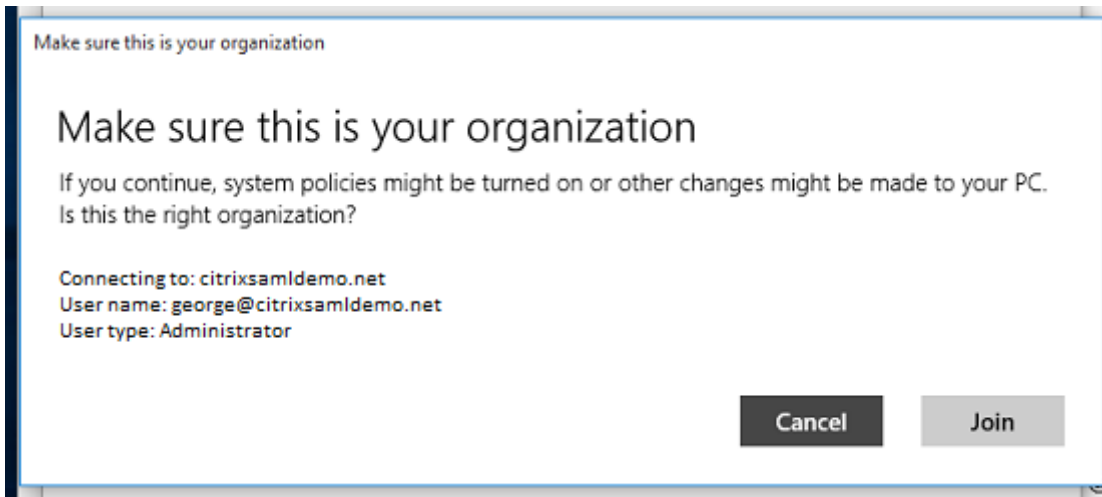 Make sure this is your organization
Make sure this is your organization
If you continue, system policies might be turned on or other changes might be made to your PC.
Is this the right organization?
Connecting to: citrixsamldemo.net
User name: george@citrixsamldemo.net
User type: Administrator
Cancel
Join